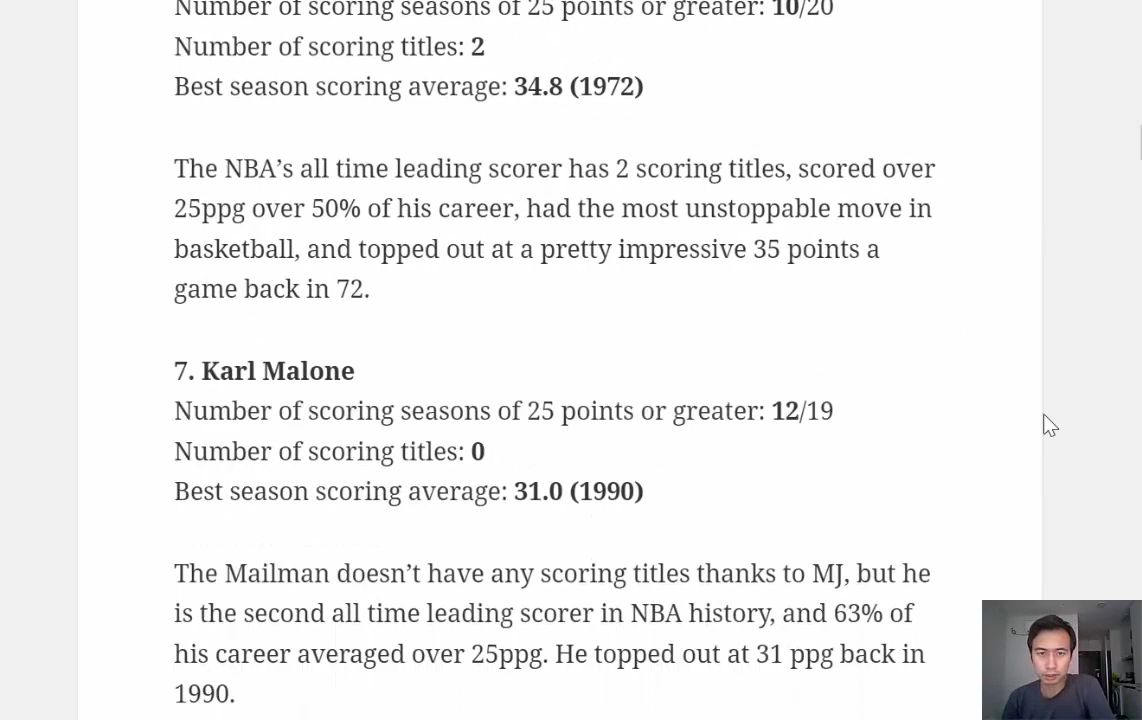 Number of scoring seasons of 25 points or greater: 10/20
Number of scoring titles: 2
Best season scoring average: 34.8 (1972)
The NBA’s all time leading scorer has 2 scoring titles, scored over
25ppg over 50% of his career, had the most unstoppable move in
basketball, and topped out at a pretty impressive 35 points a
game back in 72.
7. Karl Malone
Number of scoring seasons of 25 points or greater: 12/19
Number of scoring titles: 0
Best season scoring average: 31.0 (1990)
The Mailman doesn’t have any scoring titles thanks to MJ, but he
is the second all time leading scorer in NBA history, and 63% of
his career averaged over 25ppg. He topped out at 31 ppg back in
1990.